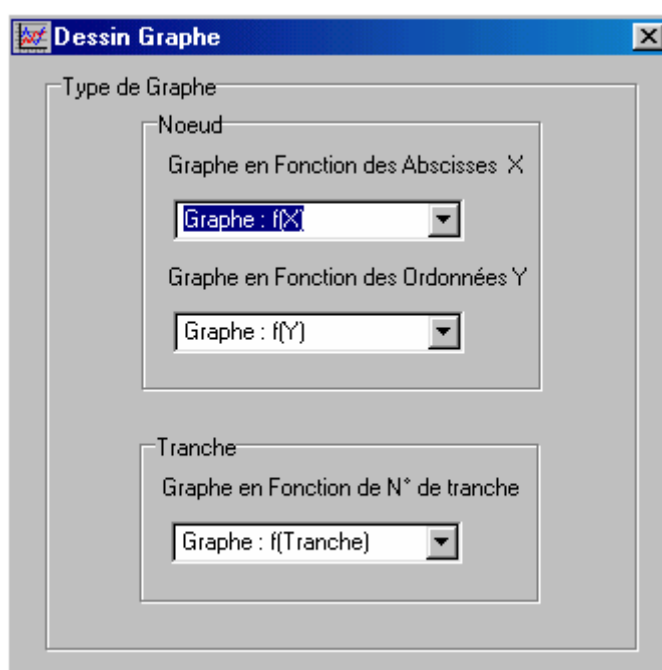 Dessin Graphe
Type de Graphe
Noeud
Graphe en Fonction des Abscisses X
Graphe : f(X)
Graphe en Fonction des Ordonnées Y
Graphe : f(Y)
Tranche
Graphe en Fonction de N° de tranche
Graphe : f(Tranche)